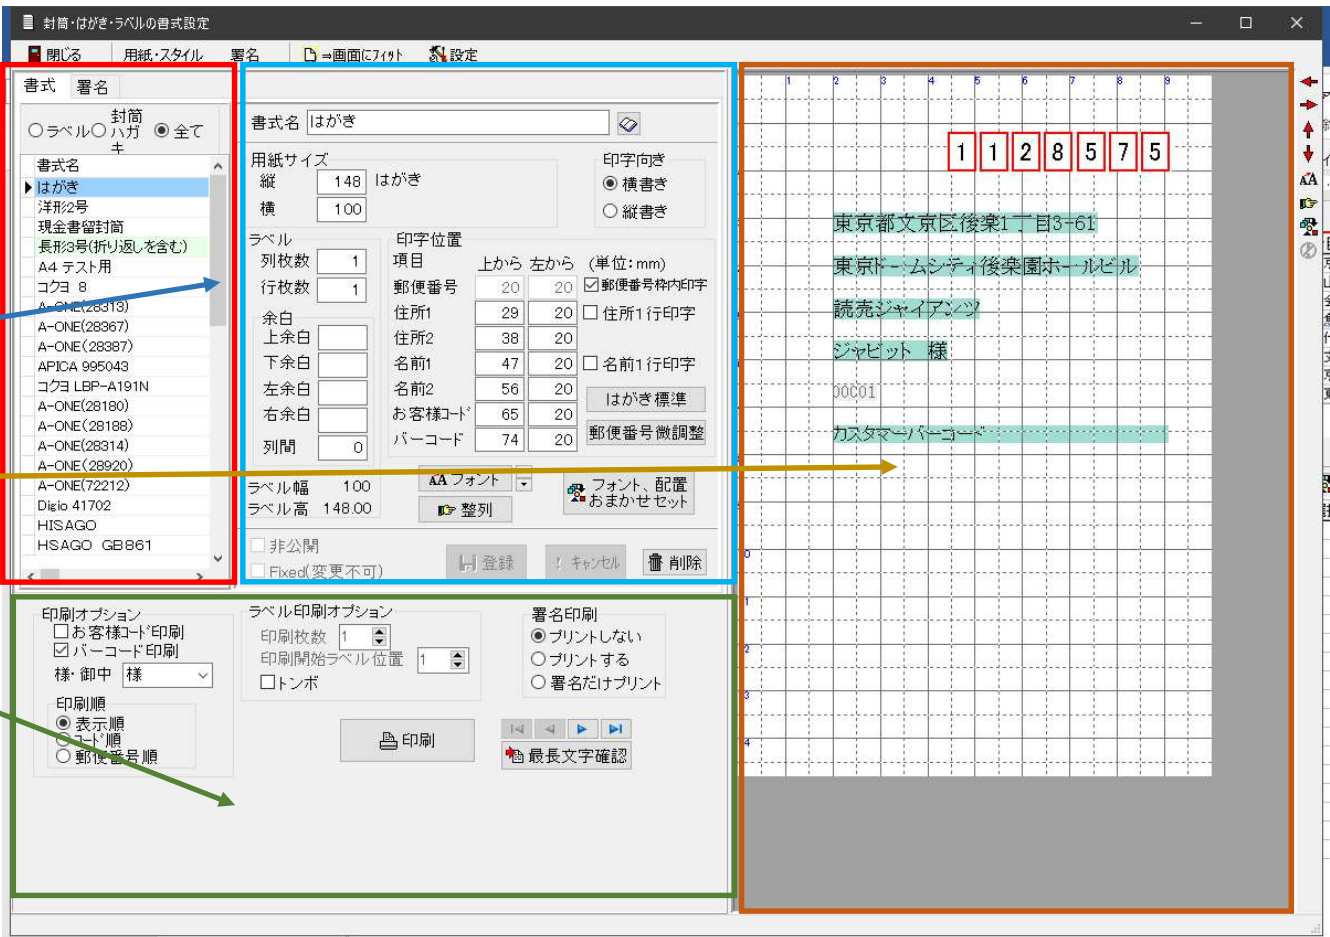 封筒・はがき・ラベルの書式設定
閉じる 用紙・スタイル 署名 ⇒画面にフィット 設定
書式 署名
ラベル 封筒ハガキ 全て
書式名
はがき
洋形2号
現金書留封筒
長形3号(折り返しを含む)
A4 テスト用
コクヨ 8
A-ONE(28313)
A-ONE(28367)
A-ONE(28387)
APICA 995043
コクヨ LBP-A191N
A-ONE(28180)
A-ONE(28188)
A-ONE(28314)
A-ONE(28920)
A-ONE(72212)
Digio 41702
HISAGO
HSAGO GB861
書式名 はがき
用紙サイズ
縦 148 はがき
横 100
印字向き
横書き
縦書き
ラベル
列枚数 1
行枚数 1
余白
上余白
下余白
左余白
右余白
列間 0
ラベル幅 100
ラベル高 148.00
印字位置
項目 上から 左から (単位:mm)
郵便番号 20 20 郵便番号枠内印字
住所1 29 20 住所1行印字
住所2 38 20
名前1 47 20 名前1行印字
名前2 56 20 はがき標準
お客様コード 65 20
バーコード 74 20 郵便番号微調整
フォント
整列
フォント、配置
おまかせセット
非公開
Fixed(変更不可)
登録 キャンセル 削除
印刷オプション
お客様コード印刷
バーコード印刷
様・御中 様
印刷順
表示順
コード順
郵便番号順
ラベル印刷オプション
印刷枚数 1
印刷開始ラベル位置 1
トンボ
署名印刷
プリントしない
プリントする
署名だけプリント
印刷
最長文字確認
1 2 3 4 5 6 7 8 9
1 1 2 8 5 7 5
東京都文京区後楽1丁目3-61
東京ドームシティ後楽園ホールビル
読売ジャイアンツ
ジャビット 様
00001
カスタマーバーコード
0
1
2
3
4